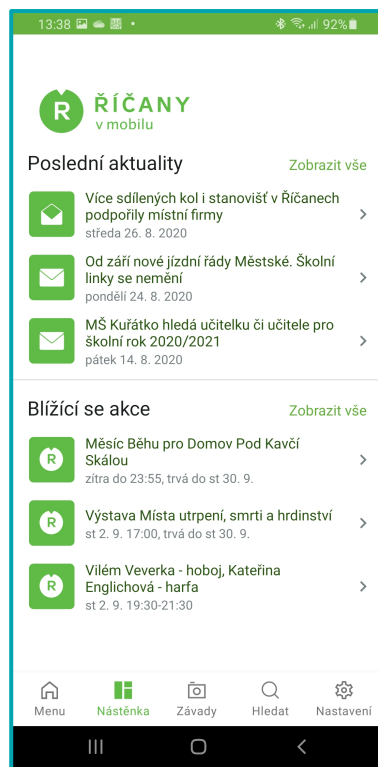 13:38 92%
R ŘÍČANY
v mobilu
Poslední aktuality Zobrazit vše
Více sdílených kol i stanovišť v Říčanech
podpořily místní firmy
středa 26. 8. 2020
Od září nové jízdní řády Městské. Školní
linky se nemění
pondělí 24. 8. 2020
MŠ Kuřátko hledá učitelku či učitele pro
školní rok 2020/2021
pátek 14. 8. 2020
Blížící se akce Zobrazit vše
Měsíc Běhu pro Domov Pod Kavčí
Skálou
zítra do 23:55, trvá do st 30. 9.
Výstava Místa utrpení, smrti a hrdinství
st 2. 9. 17:00, trvá do st 30. 9.
Vilém Veverka - hoboj, Kateřina
Englichová - harfa
st 2. 9. 19:30-21:30
Menu Nástěnka Závady Hledat Nastavení